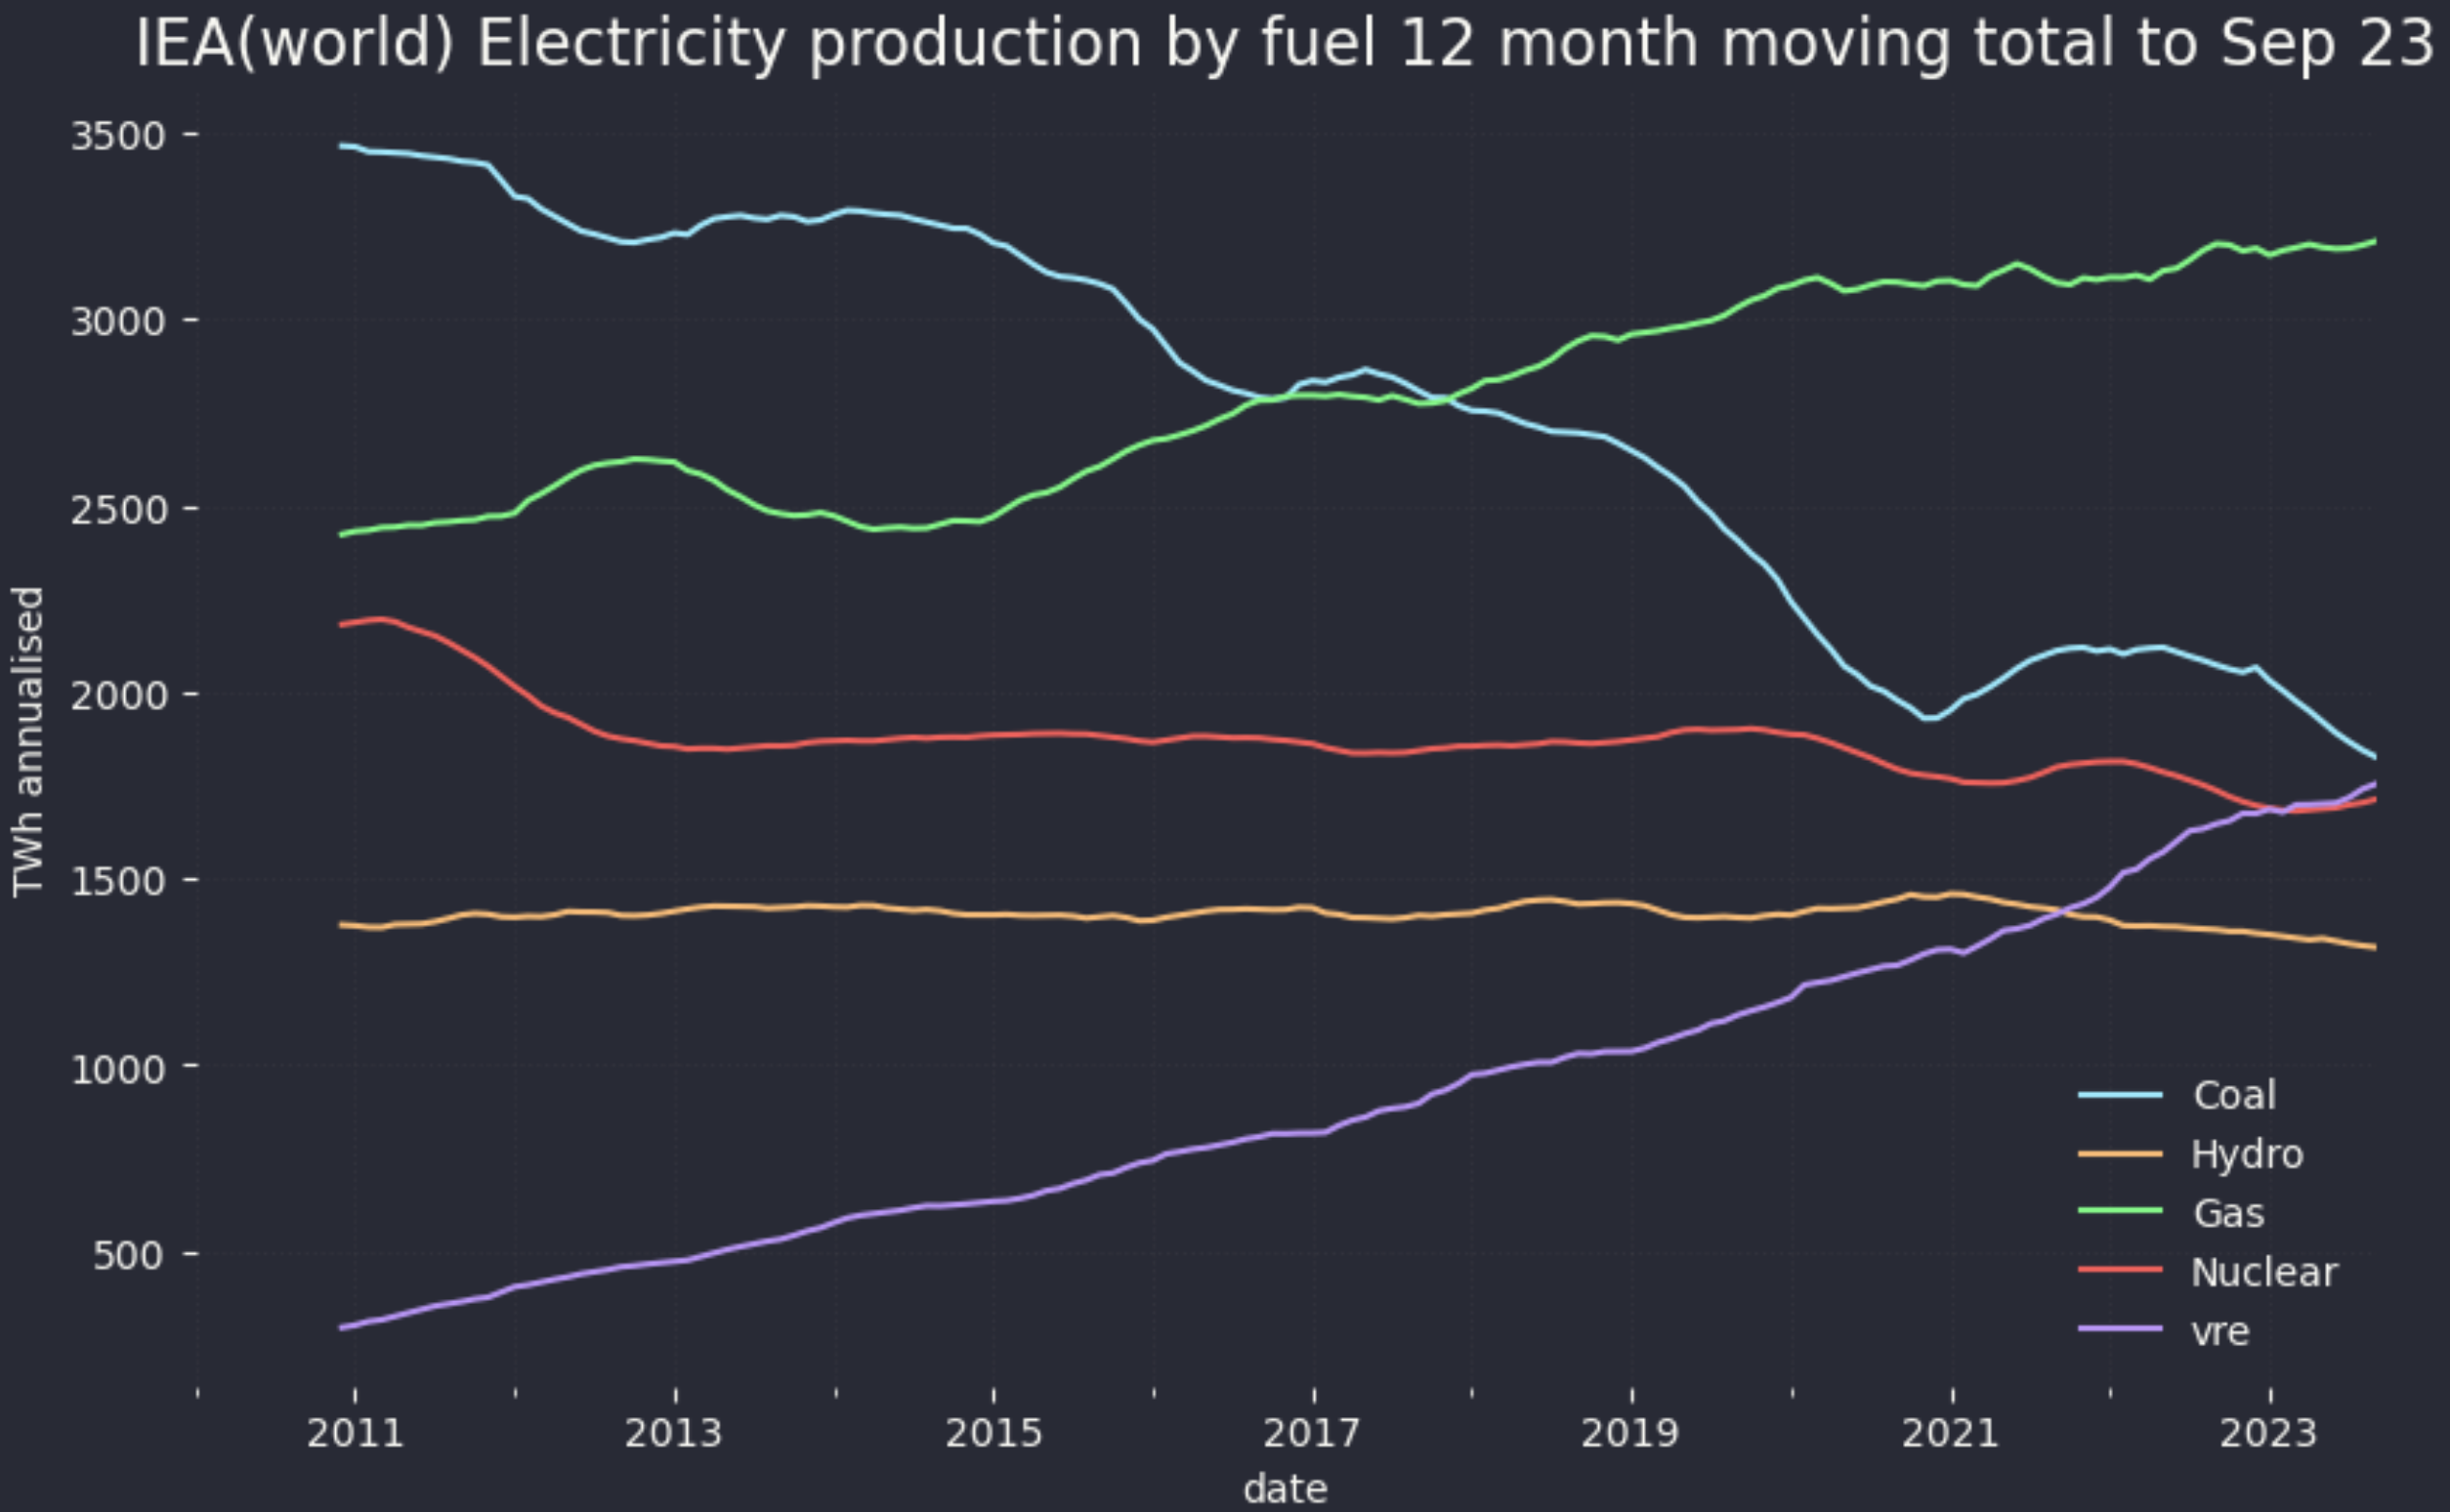 IEA(world) Electricity production by fuel 12 month moving total to Sep 23
3500
3000
2500
2000
1500
1000
500
TWh annualised
Coal
Hydro
Gas
Nuclear
vre
2011 2013 2015 2017 2019 2021 2023
date